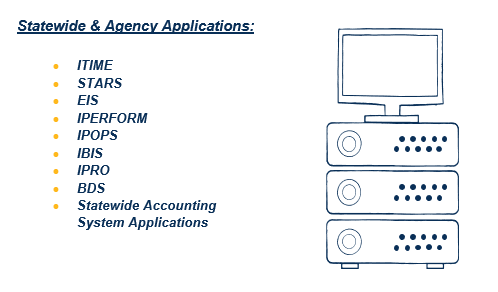 Statewide & Agency Applications:
ITIME
STARS
EIS
IPERFORM
IPOPS
IBIS
IPRO
BDS
Statewide Accounting
System Applications